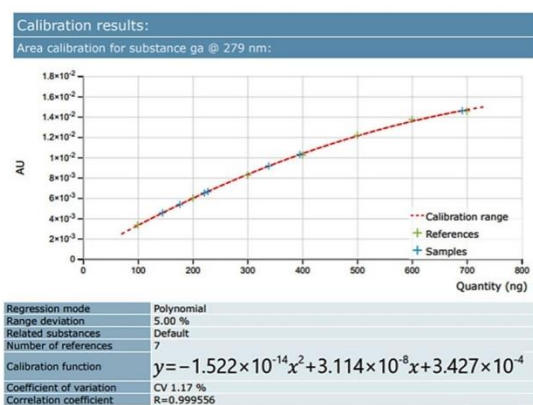 Calibration results:
Area calibration for substance ga @ 279 nm:
1.8×10⁻²
1.6×10⁻²
1.4×10⁻²
1.2×10⁻²
1×10⁻²
8×10⁻³
6×10⁻³
4×10⁻³
2×10⁻³
0
AU
0 100 200 300 400 500 600 700 800
Quantity (ng)
Calibration range
References
Samples
Regression mode Polynomial
Range deviation 5.00 %
Related substances Default
Number of references 7
Calibration function y=−1.522×10⁻¹⁴x²+3.114×10⁻⁸x+3.427×10⁻⁴
Coefficient of variation CV 1.17 %
Correlation coefficient R=0.999556